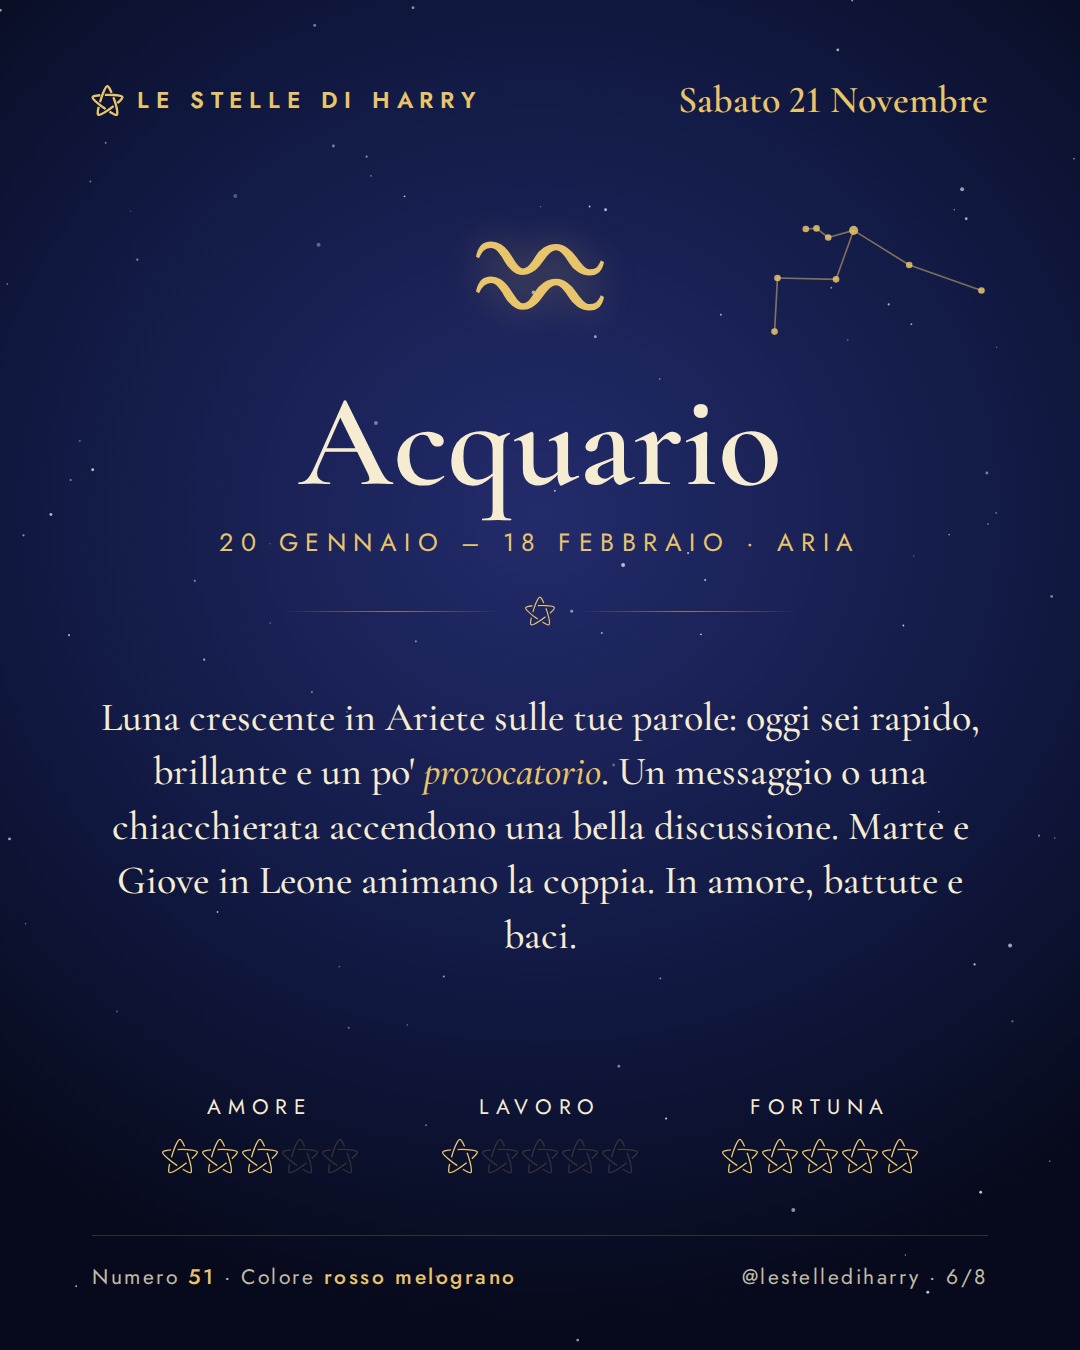 LE STELLE DI HARRY
Sabato 21 Novembre
Acquario
20 GENNAIO – 18 FEBBRAIO · ARIA
Luna crescente in Ariete sulle tue parole: oggi sei rapido,
brillante e un po' provocatorio. Un messaggio o una
chiacchierata accendono una bella discussione. Marte e
Giove in Leone animano la coppia. In amore, battute e
baci.
AMORE
LAVORO
FORTUNA
Numero 51 · Colore rosso melograno
@lestellediharry · 6/8